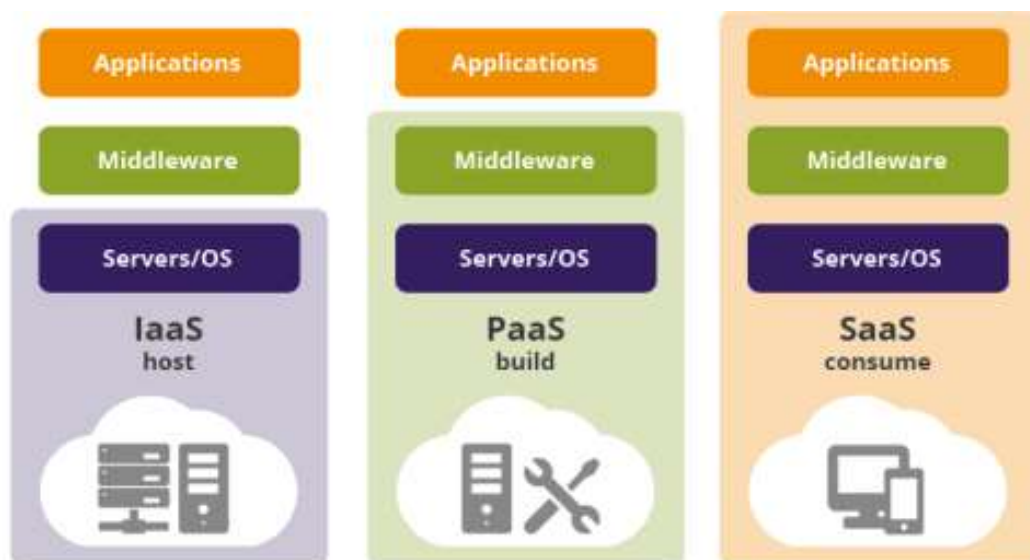 Applications
Middleware
Servers/OS
IaaS
host
Applications
Middleware
Servers/OS
PaaS
build
Applications
Middleware
Servers/OS
SaaS
consume